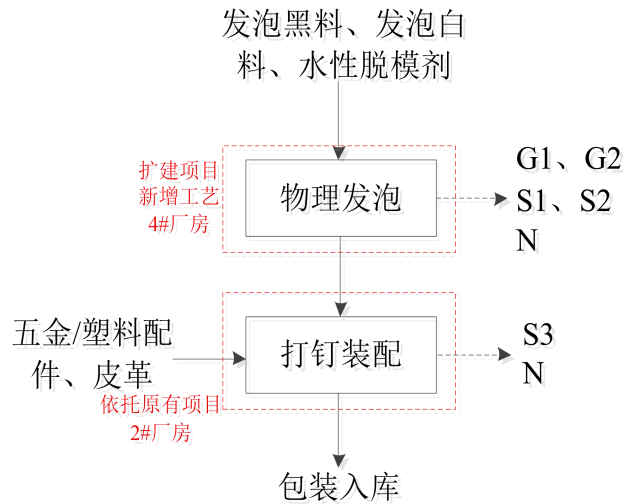 发泡黑料、发泡白
料、水性脱模剂
扩建项目
新增工艺
4#厂房
物理发泡
G1、G2
S1、S2
N
五金/塑料配
件、皮革
打钉装配
S3
N
依托原有项目
2#厂房
包装入库